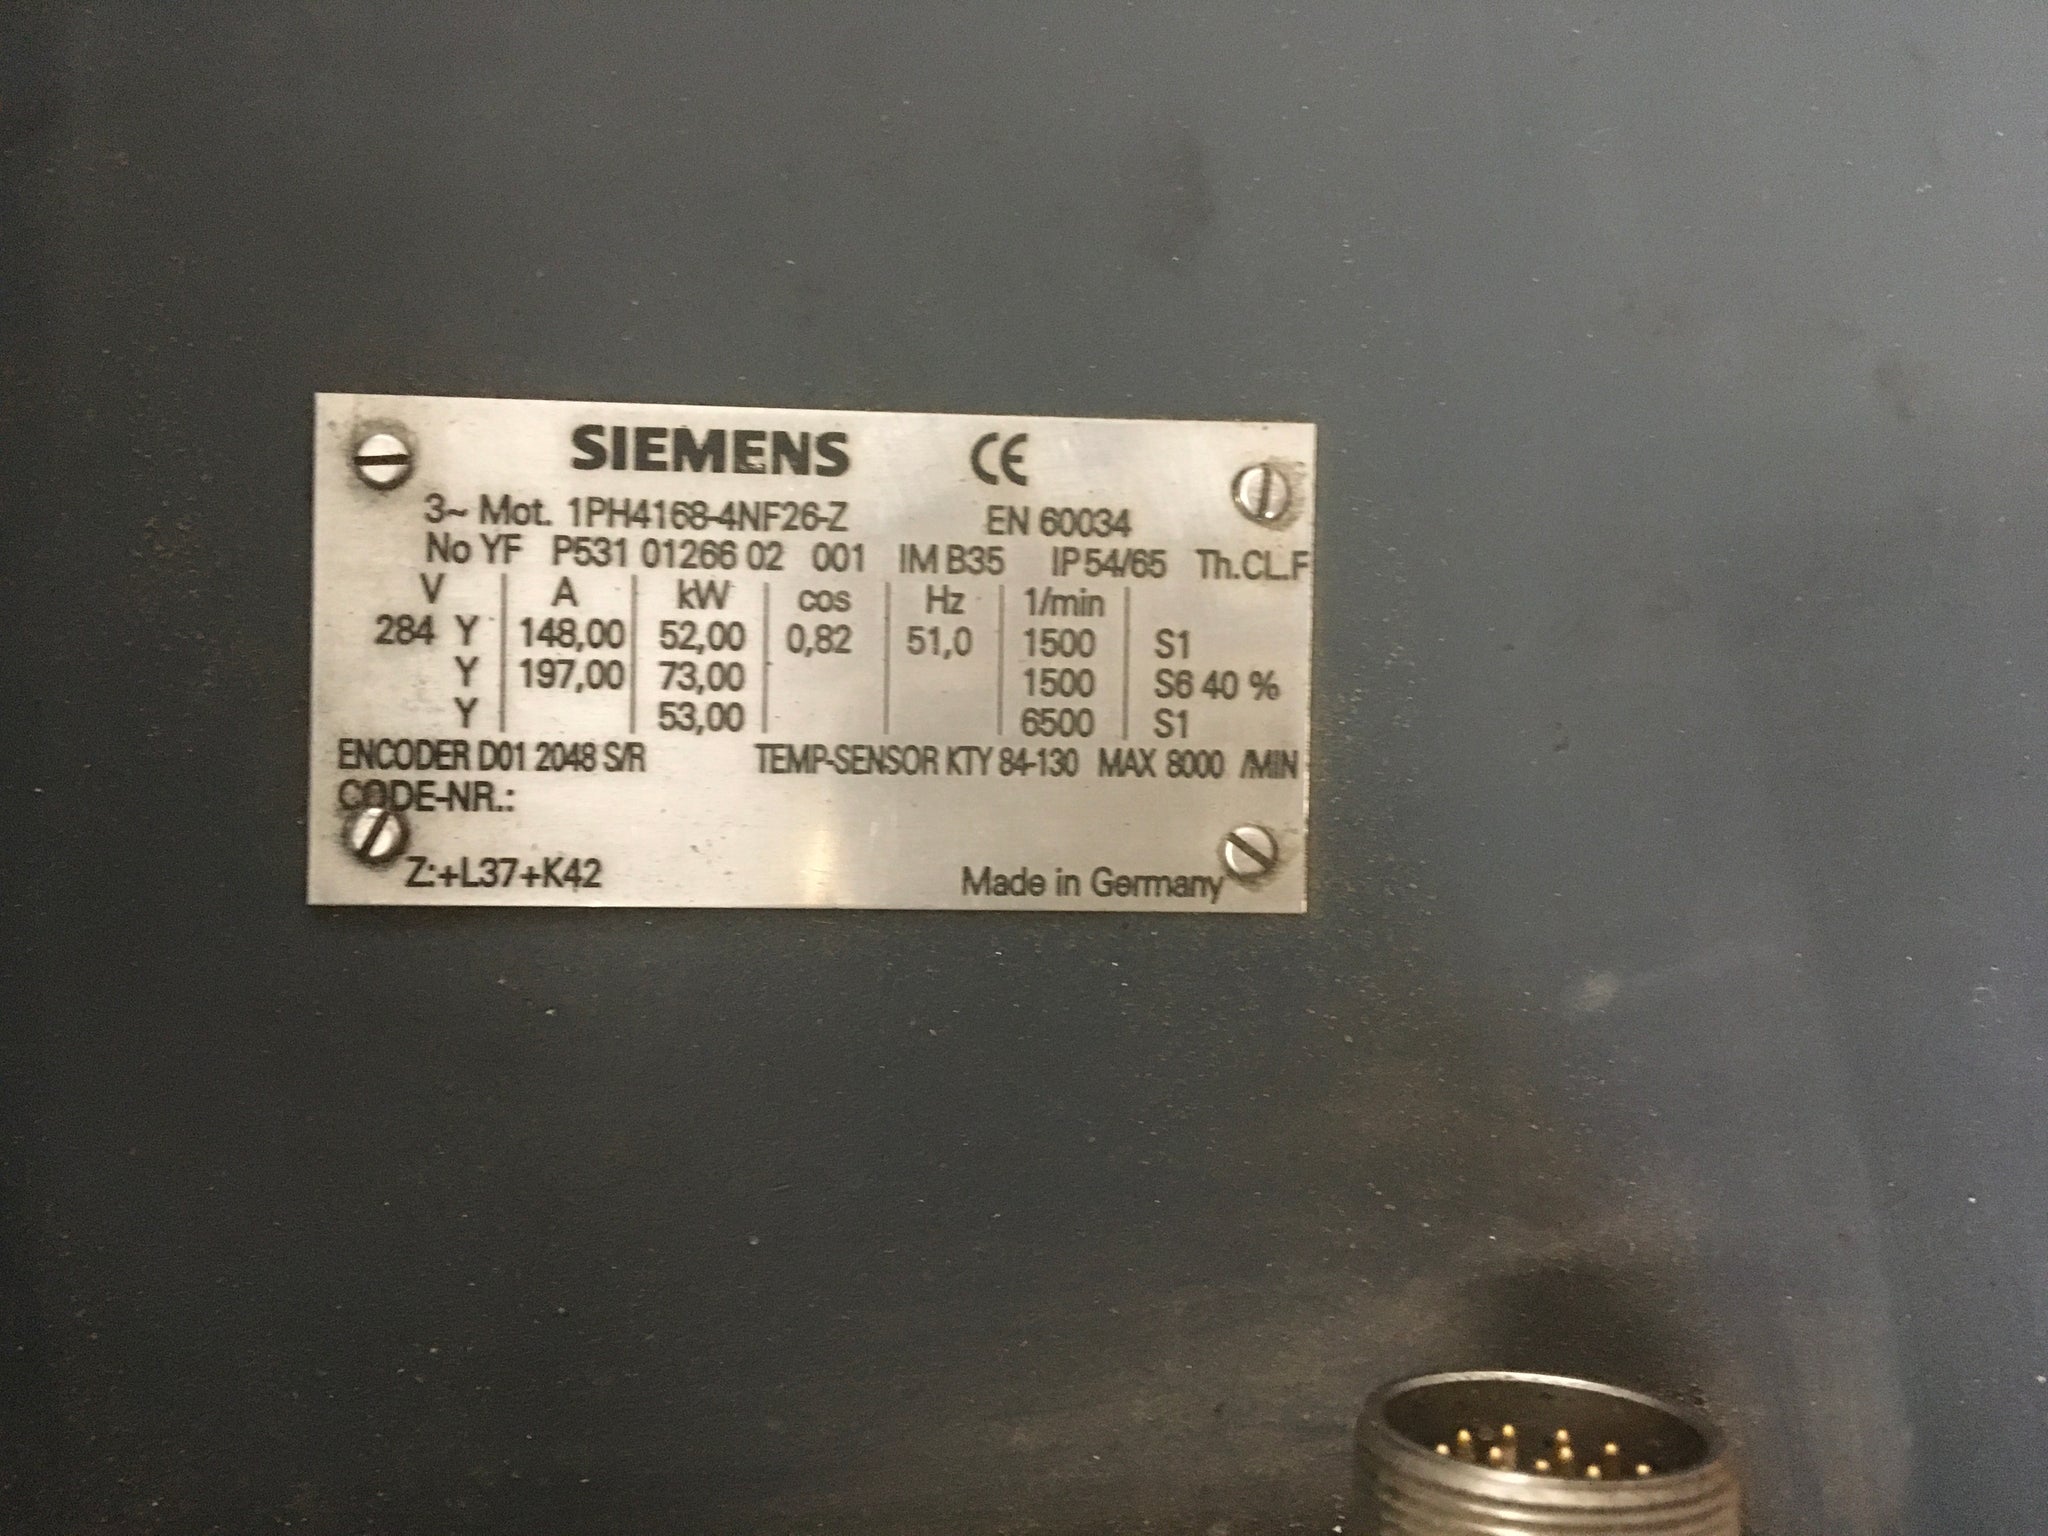 SIEMENS CE
3~ Mot. 1PH4168-4NF26-Z EN 60034
No YF P531 01266 02 001 IM B35 IP 54/65 Th.CL.F
V A kW cos Hz 1/min
284 Y 148,00 52,00 0,82 51,0 1500 S1
Y 197,00 73,00 1500 S6 40 %
Y 53,00 6500 S1
ENCODER D01 2048 S/R TEMP-SENSOR KTY 84-130 MAX 8000 /MIN
CODE-NR.:
Z:+L37+K42 Made in Germany